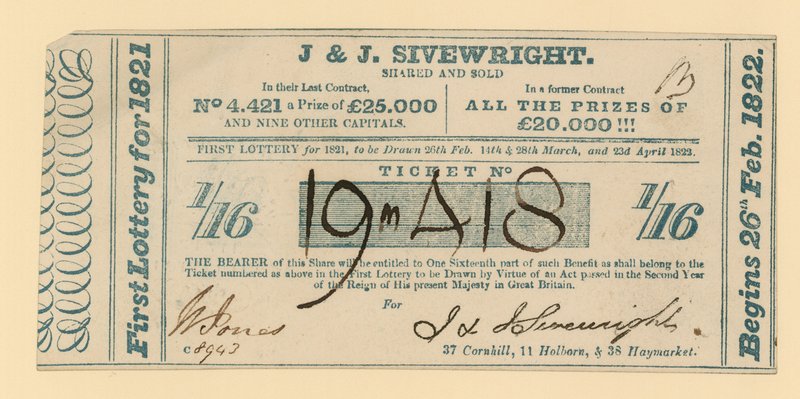 First Lottery for 1821
J & J. SIVEWRIGHT.
SHARED AND SOLD
In their Last Contract,
No 4.421 a Prize of £25.000
AND NINE OTHER CAPITALS.
In a former Contract
ALL THE PRIZES OF
£20.000 !!!
B
FIRST LOTTERY for 1821, to be Drawn 26th Feb. 14th & 28th March, and 23d April 1822.
TICKET No
1/16 19m418 1/16
THE BEARER of this Share will be entitled to One Sixteenth part of such Benefit as shall belong to the
Ticket numbered as above in the First Lottery to be Drawn by Virtue of an Act passed in the Second Year
of the Reign of His present Majesty in Great Britain.
For
W Jones J & J Sivewright
c 8943
37 Cornhill, 11 Holborn, & 38 Haymarket.
Begins 26th Feb. 1822.